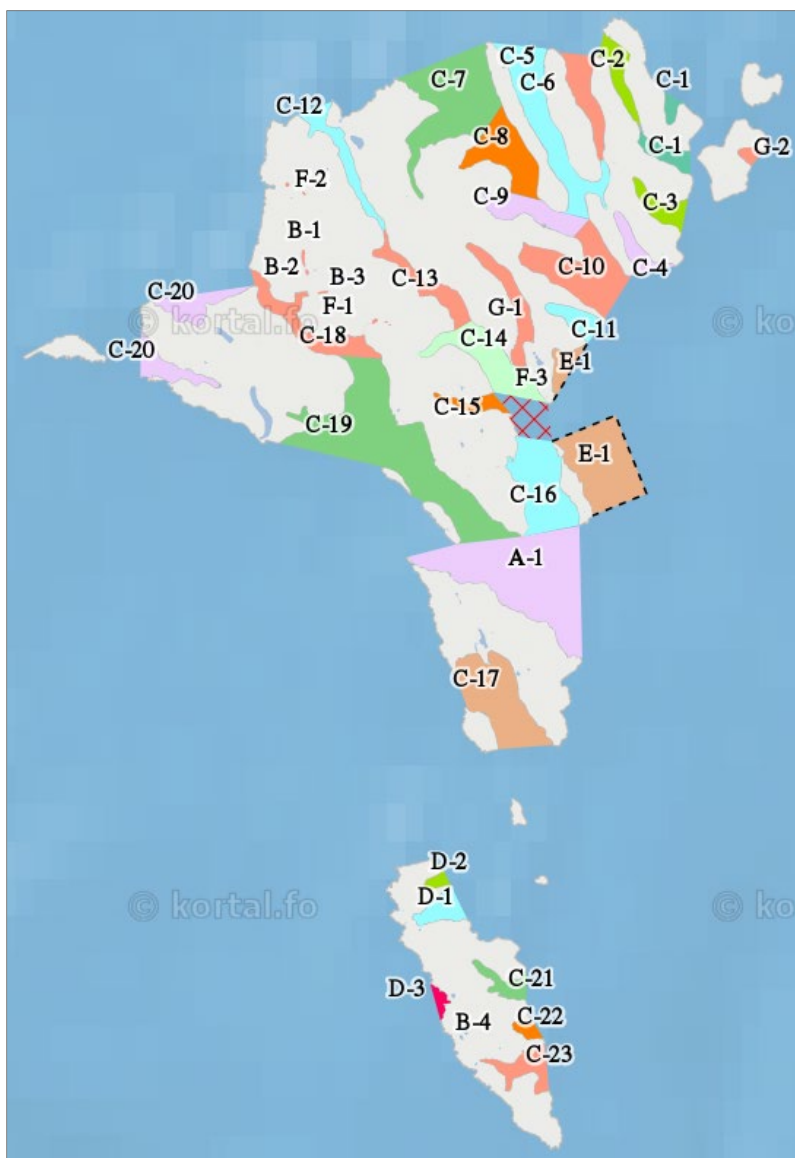 C-5
C-2
C-7
C-6
C-1
C-12
C-8
C-1
G-2
F-2
C-9
C-3
B-1
B-2
B-3
C-13
C-10
C-4
C-20
F-1
G-1
© kortal.fo
© ko
C-18
C-14
C-11
C-20
E-1
F-3
C-15
C-19
E-1
C-16
A-1
C-17
D-2
D-1
© kortal.fo
© ko
C-21
D-3
B-4
C-22
C-23